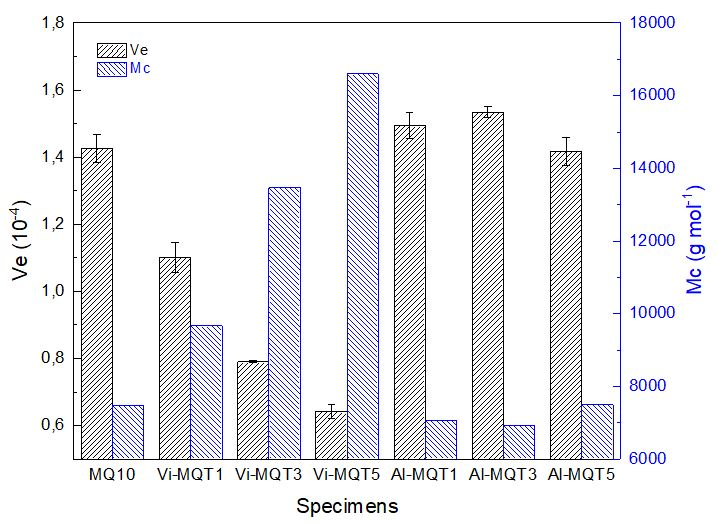 1,8
1,6
1,4
1,2
1,0
0,8
0,6
Ve (10⁻⁴)
Ve
Mc
18000
16000
14000
12000
10000
8000
6000
Mc (g mol⁻¹)
MQ10 Vi-MQT1 Vi-MQT3 Vi-MQT5 Al-MQT1 Al-MQT3 Al-MQT5
Specimens